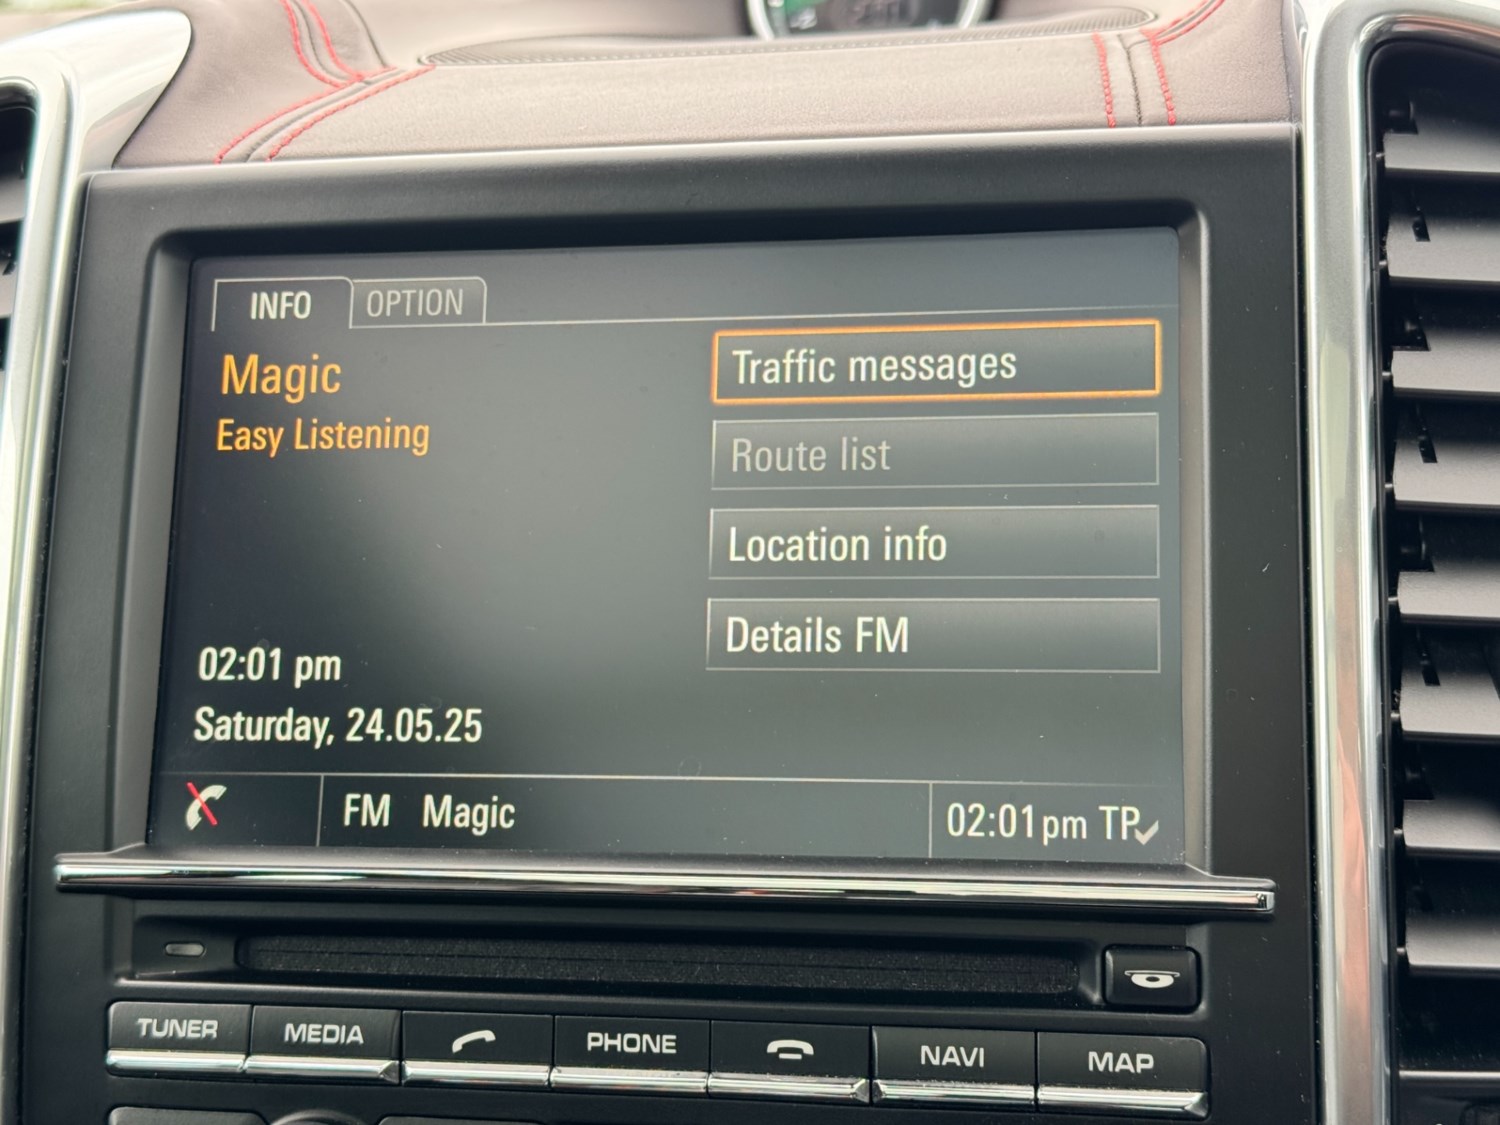 INFO OPTION
Magic
Easy Listening
Traffic messages
Route list
Location info
Details FM
02:01 pm
Saturday, 24.05.25
FM Magic 02:01pm TP
TUNER MEDIA PHONE NAVI MAP